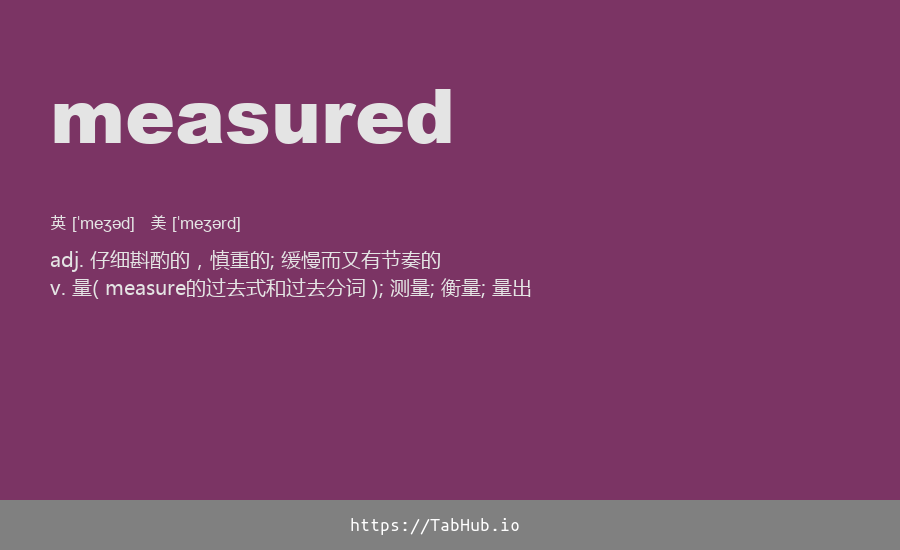 measured
英 [ˈmeʒəd] 美 [ˈmeʒərd]
adj. 仔细斟酌的，慎重的; 缓慢而又有节奏的
v. 量( measure的过去式和过去分词 ); 测量; 衡量; 量出
https://TabHub.io